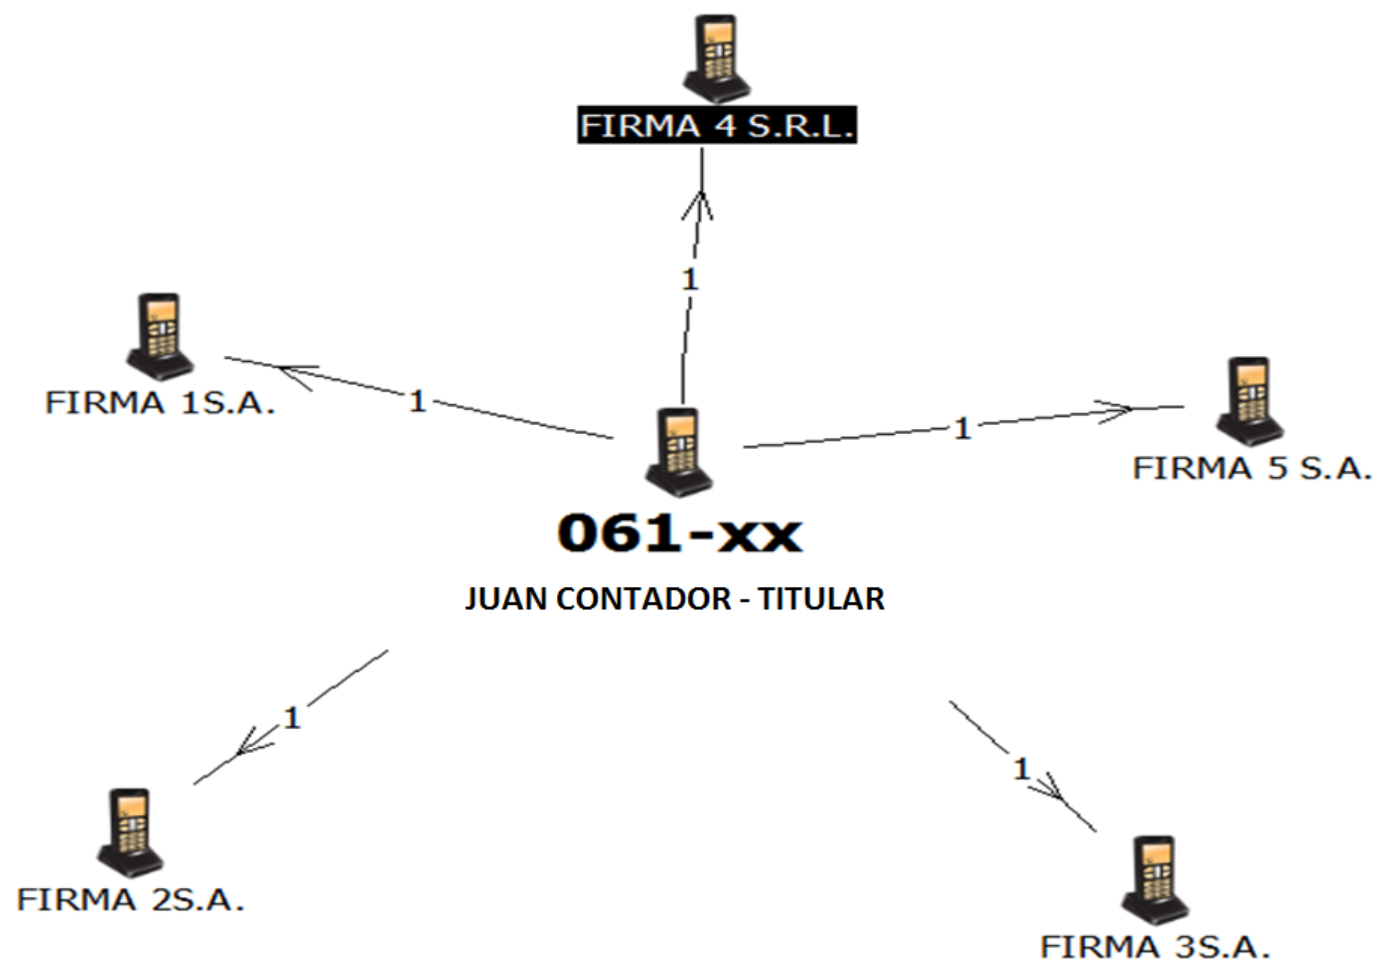 FIRMA 4 S.R.L.
1
FIRMA 1S.A.
1
1
FIRMA 5 S.A.
061-xx
JUAN CONTADOR - TITULAR
1
1
FIRMA 2S.A.
FIRMA 3S.A.